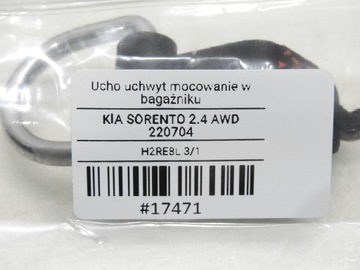 Ucho uchwyt mocowanie w
bagażniku
KIA SORENTO 2.4 AWD
220704
H2RE8L 3/1
#17471